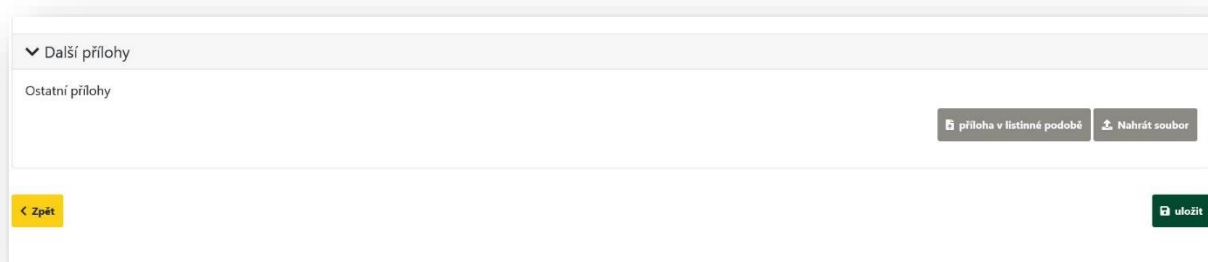 Další přílohy
Ostatní přílohy
příloha v listinné podobě
Nahrát soubor
Zpět
uložit